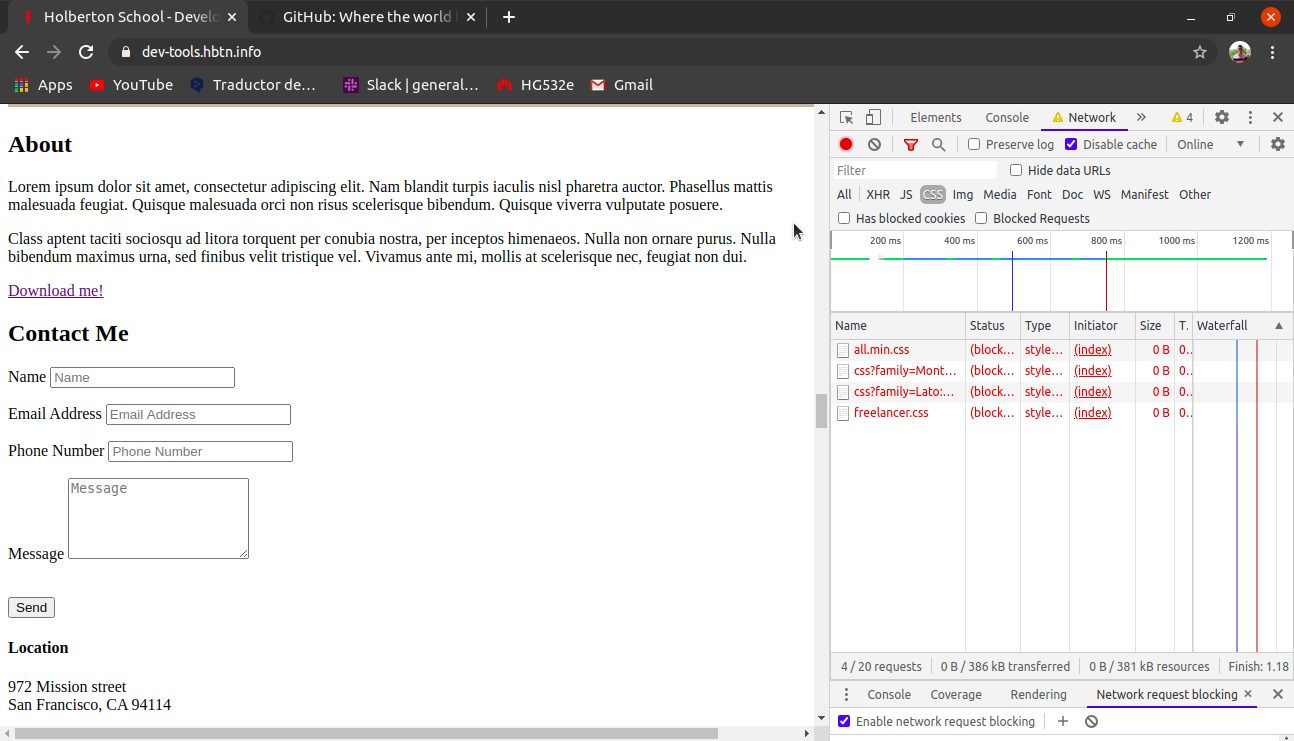 Holberton School - Develo
GitHub: Where the world
dev-tools.hbtn.info
Apps
YouTube
Traductor de…
Slack | general…
HG532e
Gmail
About
Lorem ipsum dolor sit amet, consectetur adipiscing elit. Nam blandit turpis iaculis nisl pharetra auctor. Phasellus mattis
malesuada feugiat. Quisque malesuada orci non risus scelerisque bibendum. Quisque viverra vulputate posuere.
Class aptent taciti sociosqu ad litora torquent per conubia nostra, per inceptos himenaeos. Nulla non ornare purus. Nulla
bibendum maximus urna, sed finibus velit tristique vel. Vivamus ante mi, mollis at scelerisque nec, feugiat non dui.
Download me!
Contact Me
Name Name
Email Address Email Address
Phone Number Phone Number
Message
Message
Send
Location
972 Mission street
San Francisco, CA 94114
Elements Console Network » 4
Preserve log Disable cache Online
Filter Hide data URLs
All XHR JS CSS Img Media Font Doc WS Manifest Other
Has blocked cookies Blocked Requests
200 ms 400 ms 600 ms 800 ms 1000 ms 1200 ms
Name Status Type Initiator Size T. Waterfall
all.min.css (block… style… (index) 0 B 0..
css?family=Mont… (block… style… (index) 0 B 0..
css?family=Lato:… (block… style… (index) 0 B 0..
freelancer.css (block… style… (index) 0 B 0..
4 / 20 requests 0 B / 386 kB transferred 0 B / 381 kB resources Finish: 1.18
Console Coverage Rendering Network request blocking
Enable network request blocking